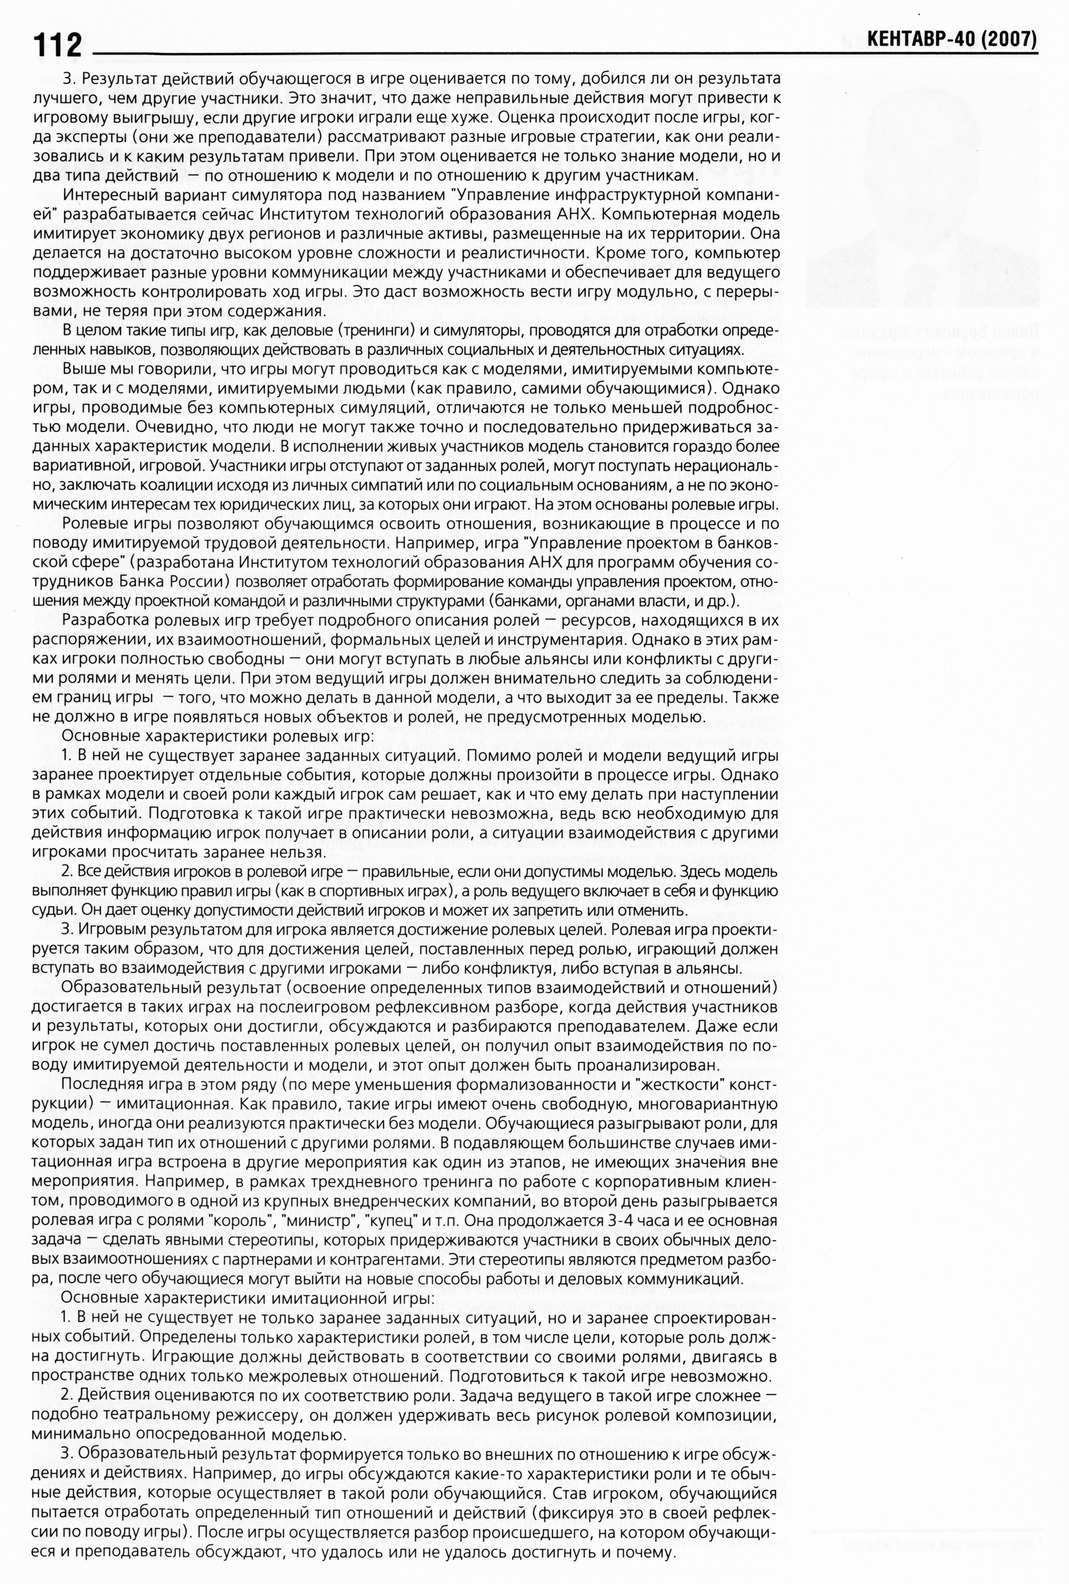 112
КЕНТАВР-40 (2007)
3. Результат действий обучающегося в игре оценивается по тому, добился ли он результата
лучшего, чем другие участники. Это значит, что даже неправильные действия могут привести к
игровому выигрышу, если другие игроки играли еще хуже. Оценка происходит после игры, ког-
да эксперты (они же преподаватели) рассматривают разные игровые стратегии, как они реали-
зовались и к каким результатам привели. При этом оценивается не только знание модели, но и
два типа действий — по отношению к модели и по отношению к другим участникам.
Интересный вариант симулятора под названием "Управление инфраструктурной компани-
ей" разрабатывается сейчас Институтом технологий образования АНХ. Компьютерная модель
имитирует экономику двух регионов и различные активы, размещенные на их территории. Она
делается на достаточно высоком уровне сложности и реалистичности. Кроме того, компьютер
поддерживает разные уровни коммуникации между участниками и обеспечивает для ведущего
возможность контролировать ход игры. Это даст возможность вести игру модульно, с переры-
вами, не теряя при этом содержания.
В целом такие типы игр, как деловые (тренинги) и симуляторы, проводятся для отработки опреде-
ленных навыков, позволяющих действовать в различных социальных и деятельностных ситуациях.
Выше мы говорили, что игры могут проводиться как с моделями, имитируемыми компьюте-
ром, так и с моделями, имитируемыми людьми (как правило, самими обучающимися). Однако
игры, проводимые без компьютерных симуляций, отличаются не только меньшей подробнос-
тью модели. Очевидно, что люди не могут также точно и последовательно придерживаться за-
данных характеристик модели. В исполнении живых участников модель становится гораздо более
вариативной, игровой. Участники игры отступают от заданных ролей, могут поступать нерациональ-
но, заключать коалиции исходя из личных симпатий или по социальным основаниям, а не по эконо-
мическим интересам тех юридических лиц, за которых они играют. На этом основаны ролевые игры.
Ролевые игры позволяют обучающимся освоить отношения, возникающие в процессе и по
поводу имитируемой трудовой деятельности. Например, игра "Управление проектом в банков-
ской сфере" (разработана Институтом технологий образования АНХ для программ обучения со-
трудников Банка России) позволяет отработать формирование команды управления проектом, отно-
шения между проектной командой и различными структурами (банками, органами власти, и др.).
Разработка ролевых игр требует подробного описания ролей — ресурсов, находящихся в их
распоряжении, их взаимоотношений, формальных целей и инструментария. Однако в этих рам-
ках игроки полностью свободны — они могут вступать в любые альянсы или конфликты с други-
ми ролями и менять цели. При этом ведущий игры должен внимательно следить за соблюдени-
ем границ игры — того, что можно делать в данной модели, а что выходит за ее пределы. Также
не должно в игре появляться новых объектов и ролей, не предусмотренных моделью.
Основные характеристики ролевых игр:
1. В ней не существует заранее заданных ситуаций. Помимо ролей и модели ведущий игры
заранее проектирует отдельные события, которые должны произойти в процессе игры. Однако
в рамках модели и своей роли каждый игрок сам решает, как и что ему делать при наступлении
этих событий. Подготовка к такой игре практически невозможна, ведь всю необходимую для
действия информацию игрок получает в описании роли, а ситуации взаимодействия с другими
игроками просчитать заранее нельзя.
2. Все действия игроков в ролевой игре — правильные, если они допустимы моделью. Здесь модель
выполняет функцию правил игры (как в спортивных играх), а роль ведущего включает в себя и функцию
судьи. Он дает оценку допустимости действий игроков и может их запретить или отменить.
3. Игровым результатом для игрока является достижение ролевых целей. Ролевая игра проекти-
руется таким образом, что для достижения целей, поставленных перед ролью, играющий должен
вступать во взаимодействия с другими игроками — либо конфликтуя, либо вступая в альянсы.
Образовательный результат (освоение определенных типов взаимодействий и отношений)
достигается в таких играх на послеигровом рефлексивном разборе, когда действия участников
и результаты, которых они достигли, обсуждаются и разбираются преподавателем. Даже если
игрок не сумел достичь поставленных ролевых целей, он получил опыт взаимодействия по по-
воду имитируемой деятельности и модели, и этот опыт должен быть проанализирован.
Последняя игра в этом ряду (по мере уменьшения формализованности и "жесткости" конст-
рукции) — имитационная. Как правило, такие игры имеют очень свободную, многовариантную
модель, иногда они реализуются практически без модели. Обучающиеся разыгрывают роли, для
которых задан тип их отношений с другими ролями. В подавляющем большинстве случаев ими-
тационная игра встроена в другие мероприятия как один из этапов, не имеющих значения вне
мероприятия. Например, в рамках трехдневного тренинга по работе с корпоративным клиен-
том, проводимого в одной из крупных внедренческих компаний, во второй день разыгрывается
ролевая игра с ролями "король", "министр", "купец" и т.п. Она продолжается 3-4 часа и ее основная
задача — сделать явными стереотипы, которых придерживаются участники в своих обычных дело-
вых взаимоотношениях с партнерами и контрагентами. Эти стереотипы являются предметом разбо-
ра, после чего обучающиеся могут выйти на новые способы работы и деловых коммуникаций.
Основные характеристики имитационной игры:
1. В ней не существует не только заранее заданных ситуаций, но и заранее спроектирован-
ных событий. Определены только характеристики ролей, в том числе цели, которые роль долж-
на достигнуть. Играющие должны действовать в соответствии со своими ролями, двигаясь в
пространстве одних только межролевых отношений. Подготовиться к такой игре невозможно.
2. Действия оцениваются по их соответствию роли. Задача ведущего в такой игре сложнее —
подобно театральному режиссеру, он должен удерживать весь рисунок ролевой композиции,
минимально опосредованной моделью.
3. Образовательный результат формируется только во внешних по отношению к игре обсуж-
дениях и действиях. Например, до игры обсуждаются какие-то характеристики роли и те обыч-
ные действия, которые осуществляет в такой роли обучающийся. Став игроком, обучающийся
пытается отработать определенный тип отношений и действий (фиксируя это в своей рефлек-
сии по поводу игры). После игры осуществляется разбор происшедшего, на котором обучающи-
еся и преподаватель обсуждают, что удалось или не удалось достигнуть и почему.